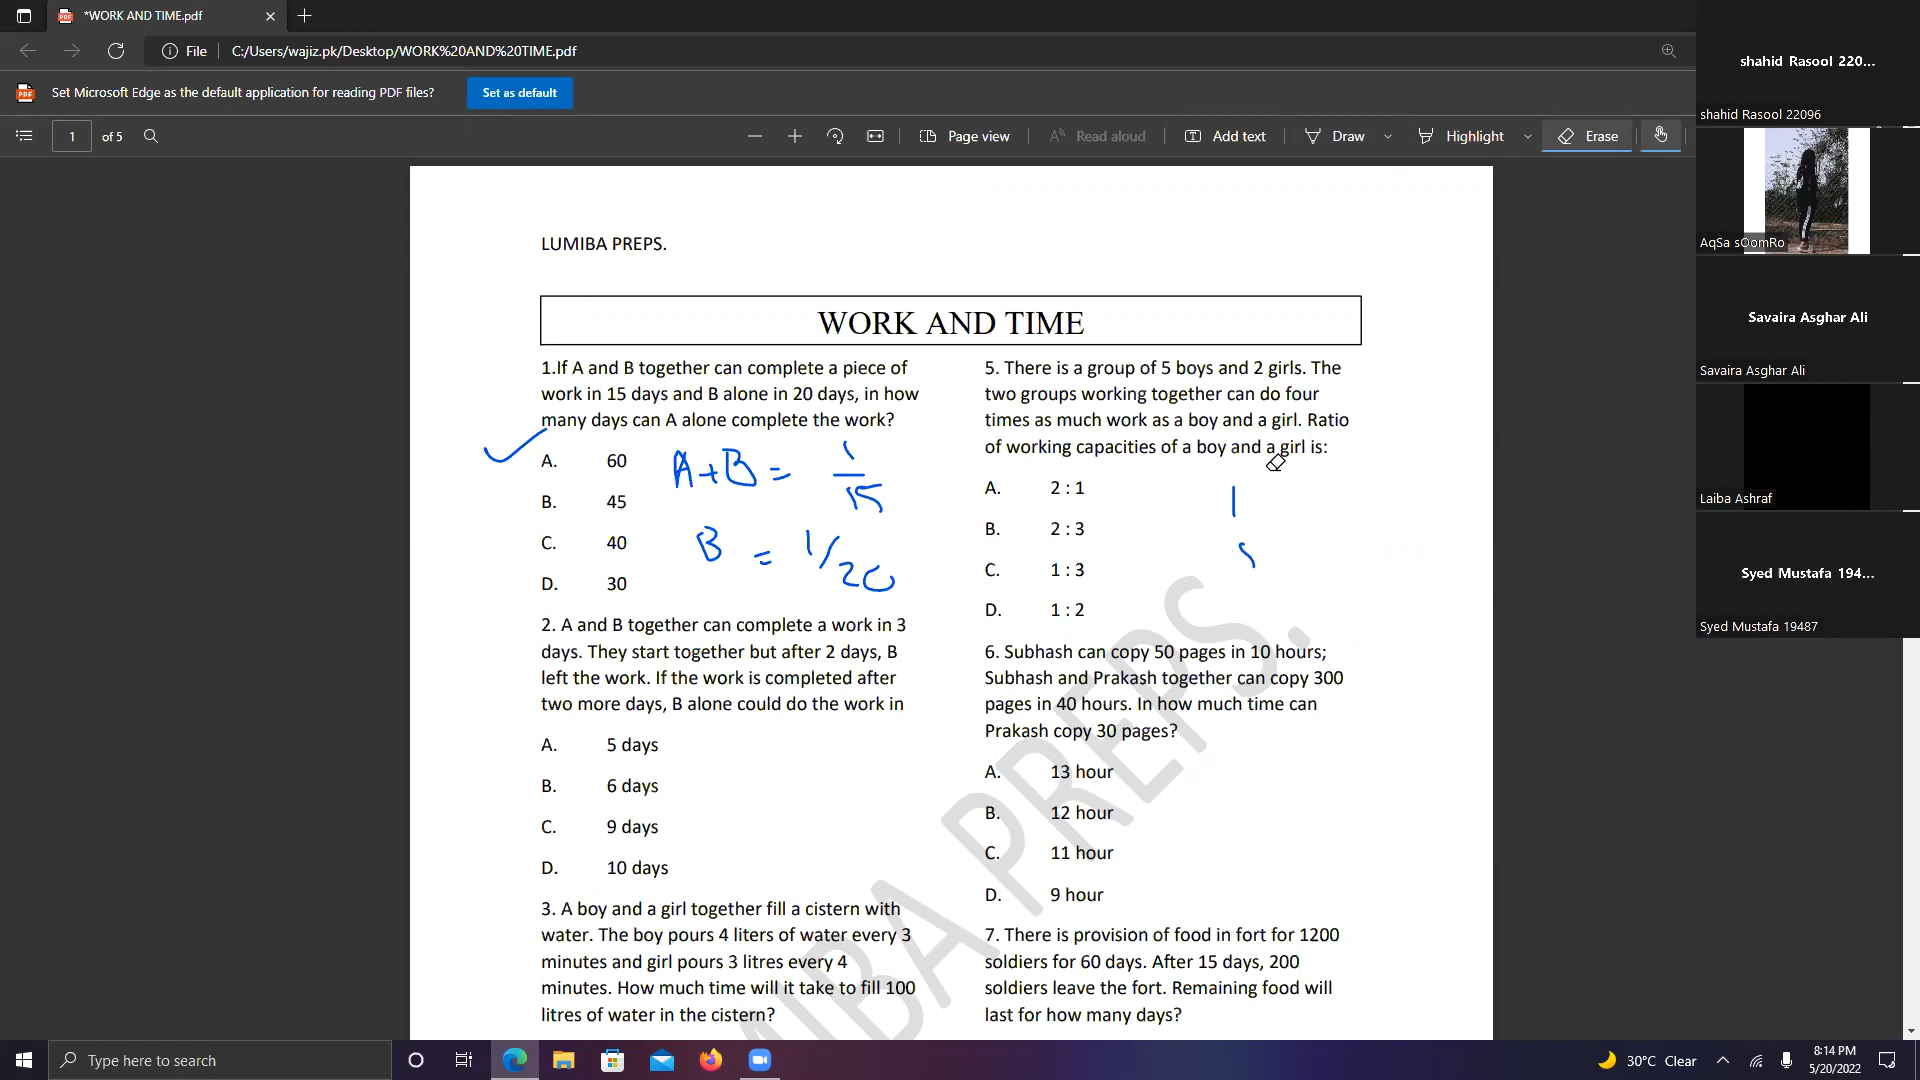 *WORK AND TIME.pdf
File C:/Users/wajiz.pk/Desktop/WORK%20AND%20TIME.pdf
Set Microsoft Edge as the default application for reading PDF files? Set as default
1 of 5 Page view Read aloud Add text Draw Highlight Erase
LUMIBA PREPS.
WORK AND TIME
1.If A and B together can complete a piece of
work in 15 days and B alone in 20 days, in how
many days can A alone complete the work?
A. 60
B. 45
C. 40
D. 30
A+B = 1/15
B = 1/20
2. A and B together can complete a work in 3
days. They start together but after 2 days, B
left the work. If the work is completed after
two more days, B alone could do the work in
A. 5 days
B. 6 days
C. 9 days
D. 10 days
3. A boy and a girl together fill a cistern with
water. The boy pours 4 liters of water every 3
minutes and girl pours 3 litres every 4
minutes. How much time will it take to fill 100
litres of water in the cistern?
5. There is a group of 5 boys and 2 girls. The
two groups working together can do four
times as much work as a boy and a girl. Ratio
of working capacities of a boy and a girl is:
A. 2 : 1
B. 2 : 3
C. 1 : 3
D. 1 : 2
6. Subhash can copy 50 pages in 10 hours;
Subhash and Prakash together can copy 300
pages in 40 hours. In how much time can
Prakash copy 30 pages?
A. 13 hour
B. 12 hour
C. 11 hour
D. 9 hour
7. There is provision of food in fort for 1200
soldiers for 60 days. After 15 days, 200
soldiers leave the fort. Remaining food will
last for how many days?
MIBA PREPS.
shahid Rasool 220...
shahid Rasool 22096
AqSa sOomRo
Savaira Asghar Ali
Savaira Asghar Ali
Laiba Ashraf
Syed Mustafa 194...
Syed Mustafa 19487
Type here to search
30°C Clear
8:14 PM
5/20/2022